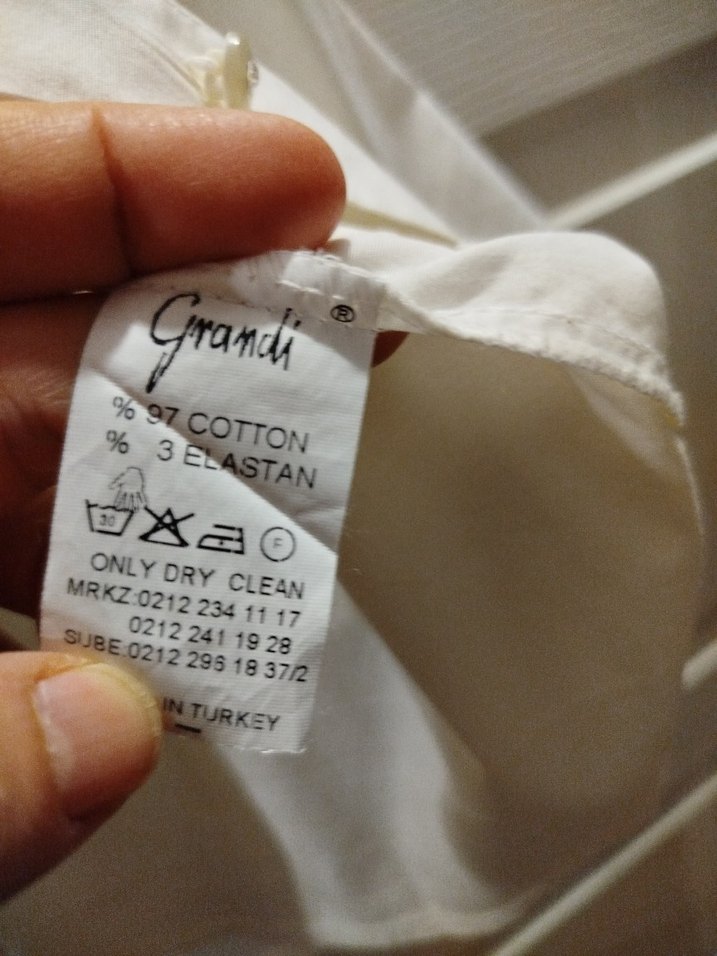 Grandi ®
% 97 COTTON
% 3 ELASTAN
30 F
ONLY DRY CLEAN
MRKZ:0212 234 11 17
0212 241 19 28
SUBE:0212 296 18 37/2
IN TURKEY